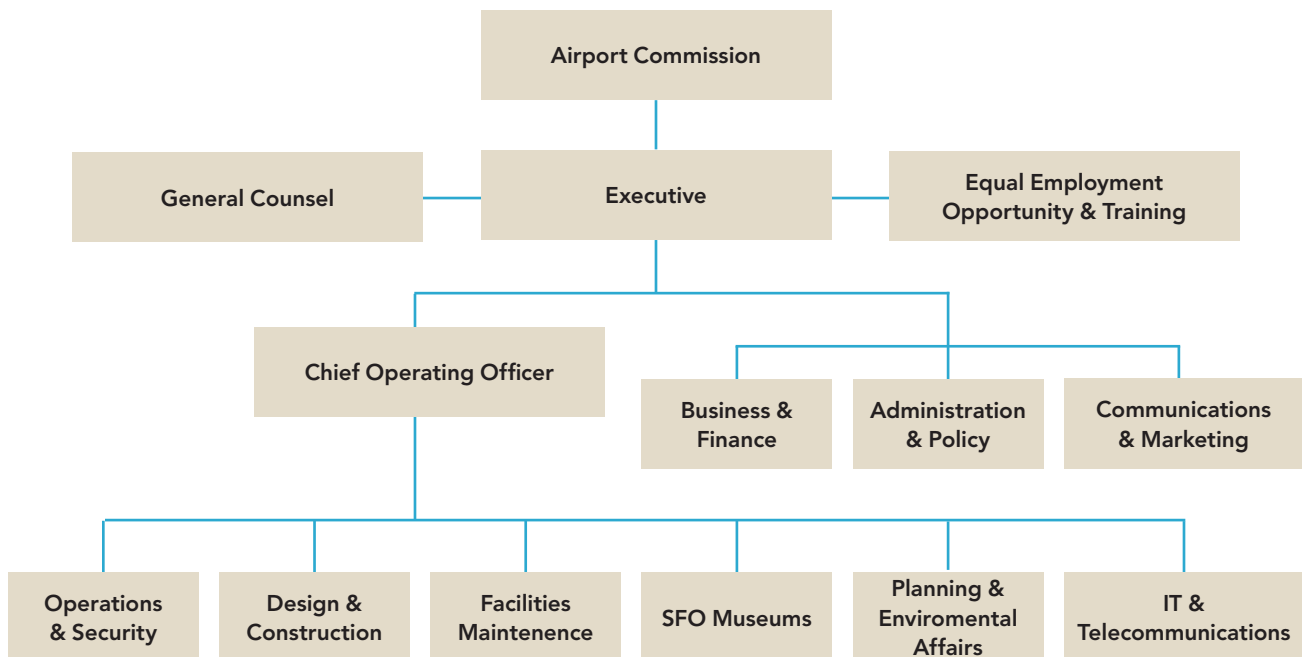 Airport Commission
General Counsel
Executive
Equal Employment
Opportunity & Training
Chief Operating Officer
Business &
Finance
Administration
& Policy
Communications
& Marketing
Operations
& Security
Design &
Construction
Facilities
Maintenence
SFO Museums
Planning &
Enviromental
Affairs
IT &
Telecommunications